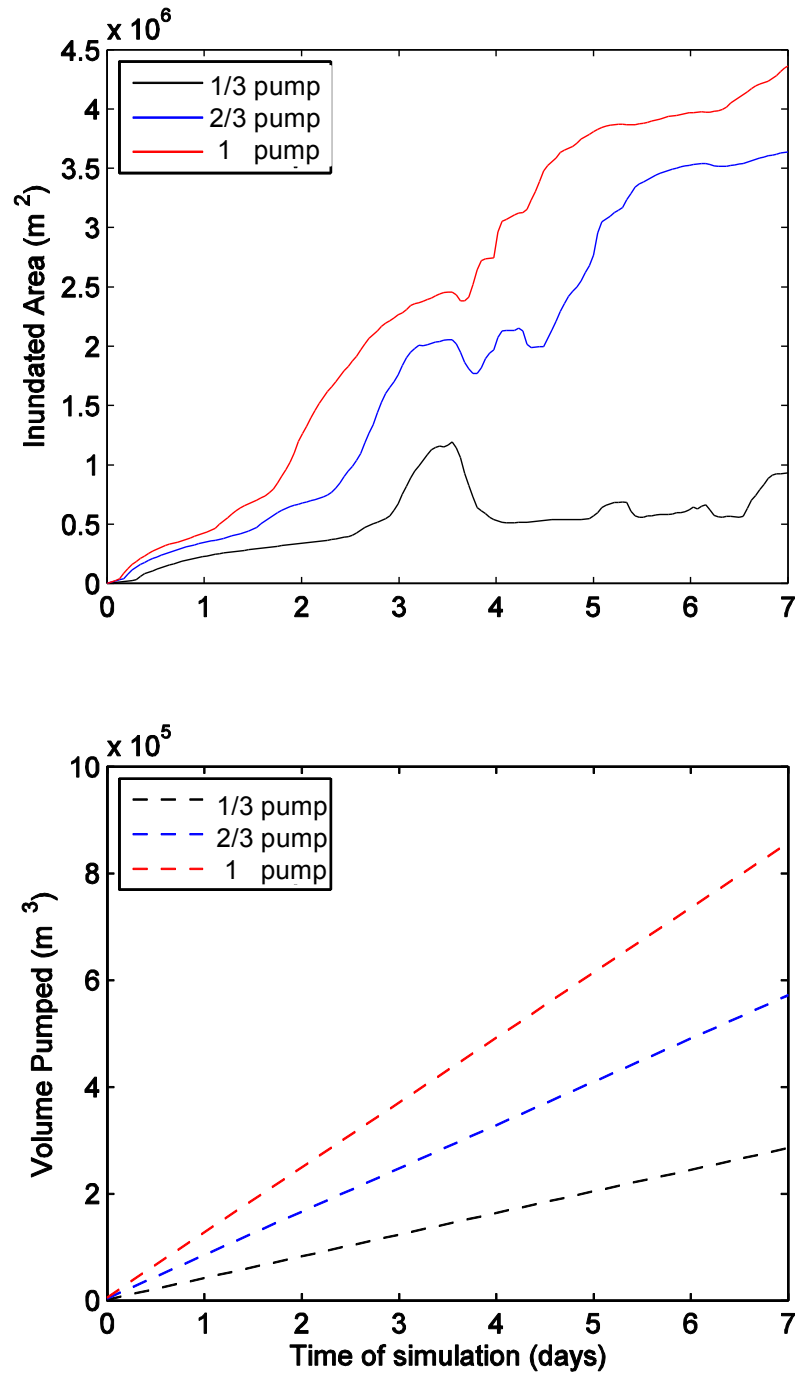 x 10^6
4.5
4
3.5
3
2.5
2
1.5
1
0.5
0
Inundated Area (m^2)
1/3 pump
2/3 pump
1 pump
0 1 2 3 4 5 6 7
x 10^5
10
8
6
4
2
0
Volume Pumped (m^3)
1/3 pump
2/3 pump
1 pump
0 1 2 3 4 5 6 7
Time of simulation (days)